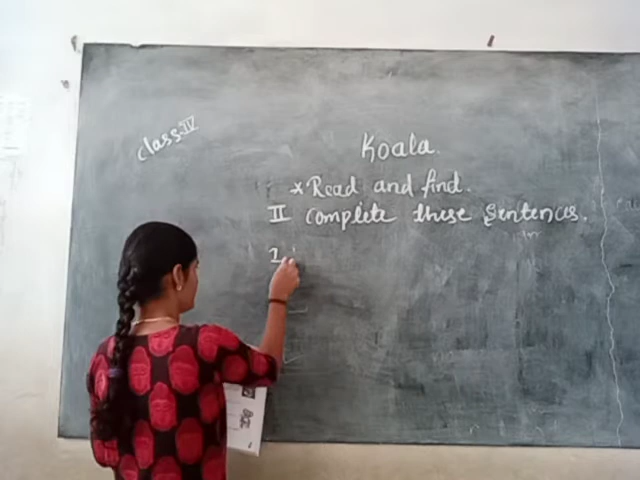 Class IV
Koala.
* Read and find.
II Complete these Sentences.
1.